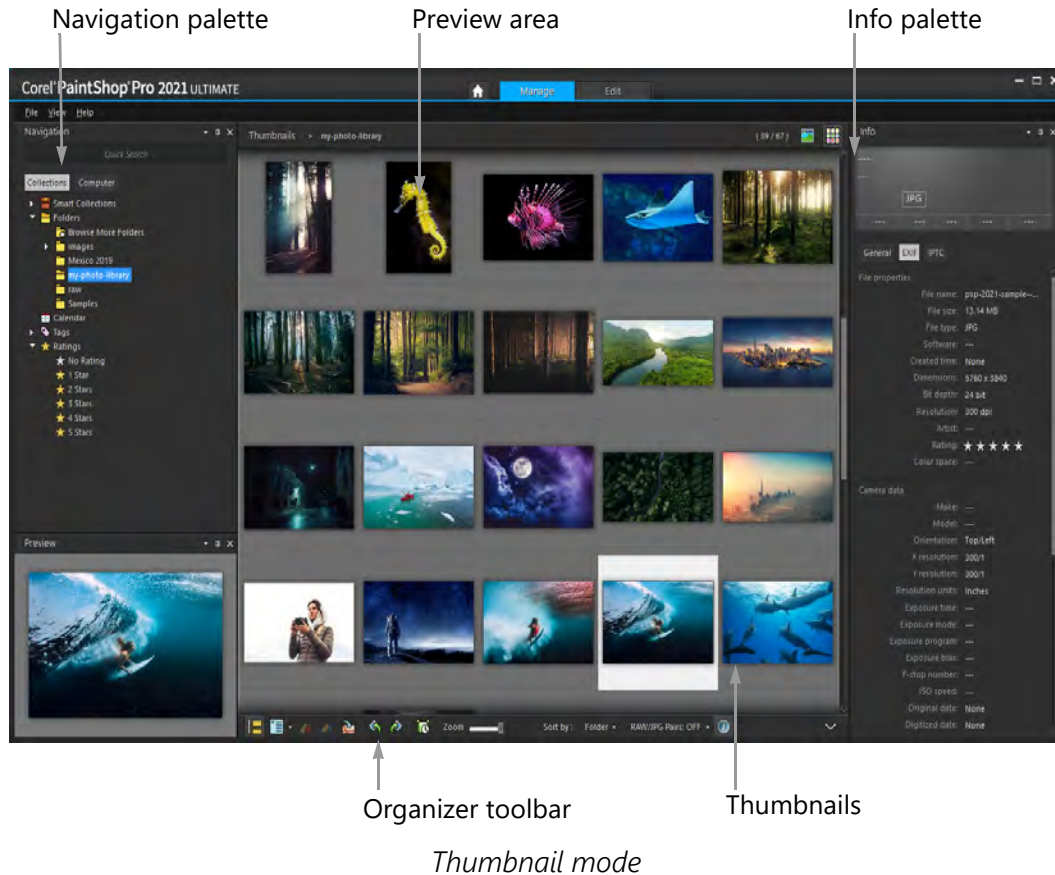 Navigation palette
Preview area
Info palette
Corel® PaintShop® Pro 2021 ULTIMATE
Manage
Edit
File View Help
Navigation
Quick Search
Collections Computer
Smart Collections
Folders
Browse More Folders
images
Mexico 2019
my-photo-library
raw
Samples
Calendar
Tags
Ratings
No Rating
1 Star
2 Stars
3 Stars
4 Stars
5 Stars
Preview
Thumbnails > my-photo-library
( 39 / 67 )
Zoom
Sort by : Folder
RAW/JPG Pairs: OFF
Info
---
---
JPG
--- --- --- --- ---
General EXIF IPTC
File properties
File name: psp-2021-sample--...
File size: 13.14 MB
File type: JPG
Software: ---
Created time: None
Dimensions: 5760 x 3840
Bit depth: 24 bit
Resolution: 300 dpi
Artist: ---
Rating: ★ ★ ★ ★ ★
Color space: ---
Camera data
Make: ---
Model: ---
Orientation: Top/Left
X resolution: 300/1
Y resolution: 300/1
Resolution units: Inches
Exposure time: ---
Exposure mode: ---
Exposure program: ---
Exposure bias: ---
F-stop number: ---
ISO speed: ---
Original date: None
Digitized date: None
Organizer toolbar
Thumbnails
Thumbnail mode